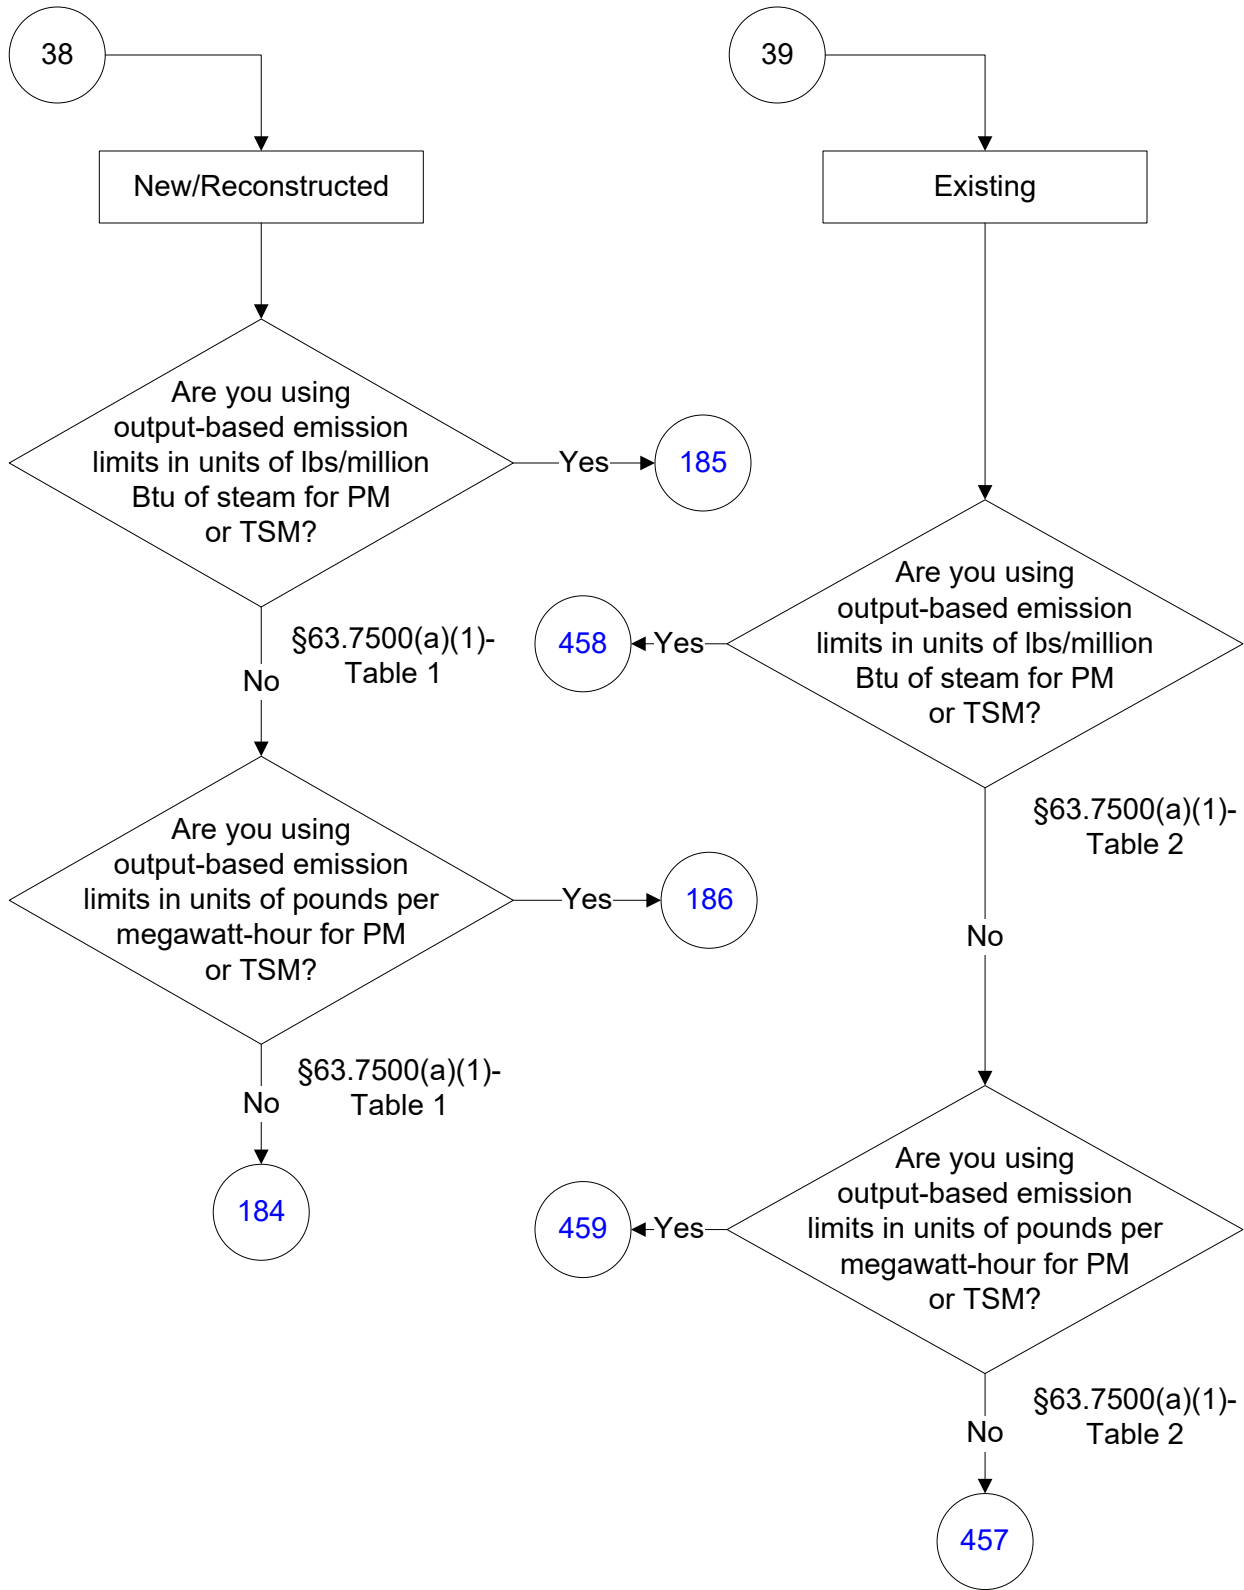 38
New/Reconstructed
Are you using
output-based emission
limits in units of lbs/million
Btu of steam for PM
or TSM?
Yes
185
§63.7500(a)(1)-
Table 1
No
Are you using
output-based emission
limits in units of pounds per
megawatt-hour for PM
or TSM?
Yes
186
§63.7500(a)(1)-
Table 1
No
184
39
Existing
Are you using
output-based emission
limits in units of lbs/million
Btu of steam for PM
or TSM?
Yes
458
§63.7500(a)(1)-
Table 2
No
Are you using
output-based emission
limits in units of pounds per
megawatt-hour for PM
or TSM?
Yes
459
§63.7500(a)(1)-
Table 2
No
457